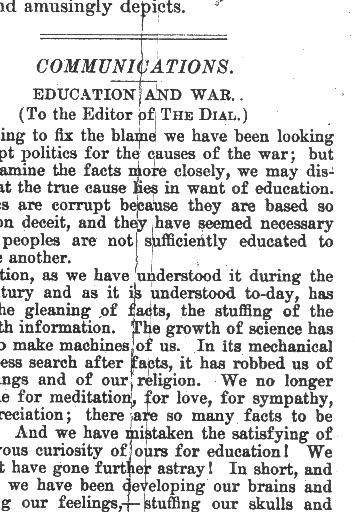 nd amusingly depicts.
COMMUNICATIONS.
EDUCATION AND WAR.
(To the Editor of THE DIAL.)
ing to fix the blame we have been looking
pt politics for the causes of the war; but
amine the facts more closely, we may dis-
at the true cause lies in want of education.
s are corrupt because they are based so
on deceit, and they have seemed necessary
peoples are not sufficiently educated to
another.
tion, as we have understood it during the
tury and as it is understood to-day, has
he gleaning of facts, the stuffing of the
th information. The growth of science has
o make machines of us. In its mechanical
ess search after facts, it has robbed us of
ngs and of our religion. We no longer
e for meditation, for love, for sympathy,
reciation; there are so many facts to be
And we have mistaken the satisfying of
rous curiosity of ours for education! We
t have gone further astray! In short, and
we have been developing our brains and
g our feelings,—stuffing our skulls and